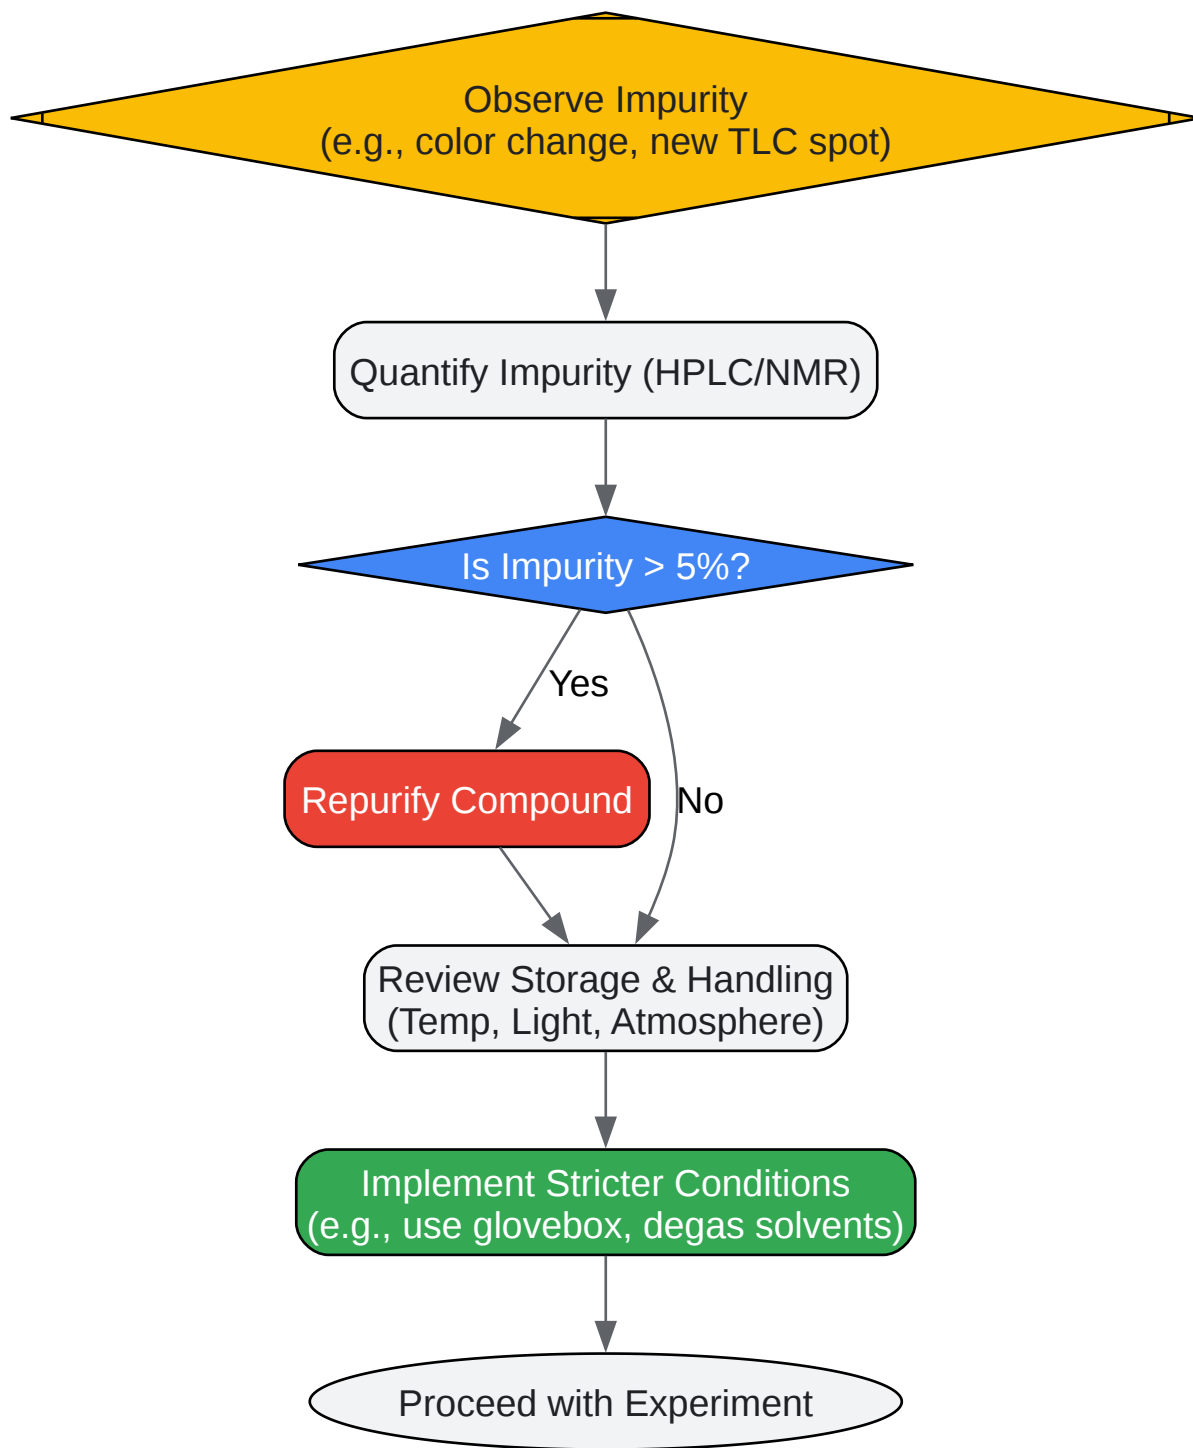 Observe Impurity
(e.g., color change, new TLC spot)
Quantify Impurity (HPLC/NMR)
Is Impurity > 5%?
Yes
Repurify Compound
No
Review Storage & Handling
(Temp, Light, Atmosphere)
Implement Stricter Conditions
(e.g., use glovebox, degas solvents)
Proceed with Experiment